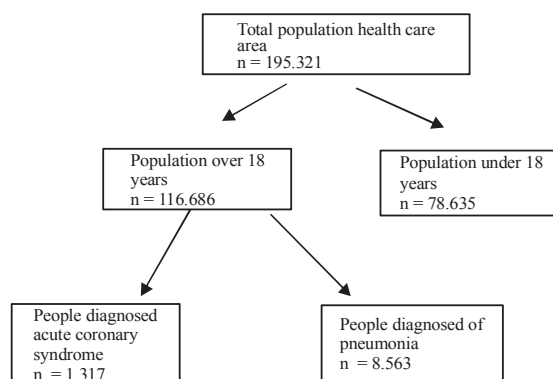 Total population health care
area
n = 195.321
Population over 18
years
n = 116.686
Population under 18
years
n = 78.635
People diagnosed
acute coronary
syndrome
n = 1.317
People diagnosed of
pneumonia
n = 8.563